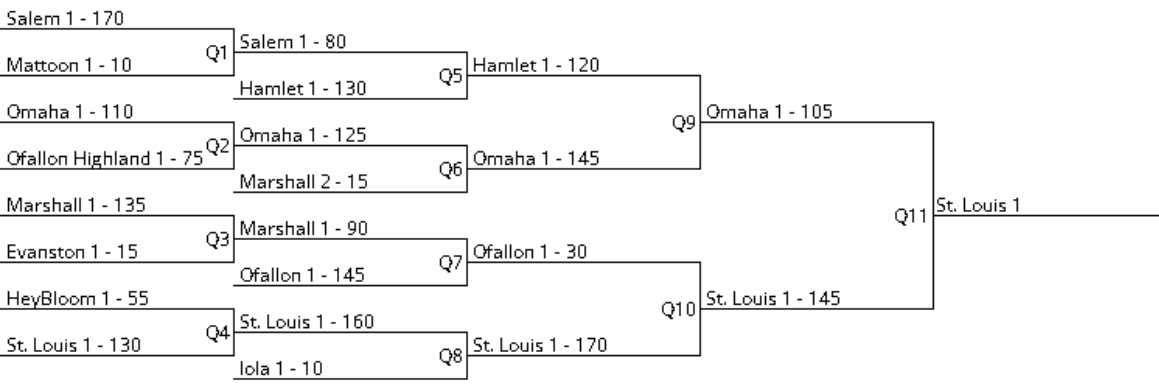 Salem 1 - 170
Q1
Mattoon 1 - 10
Omaha 1 - 110
Q2
Ofallon Highland 1 - 75
Marshall 1 - 135
Q3
Evanston 1 - 15
HeyBloom 1 - 55
Q4
St. Louis 1 - 130
Salem 1 - 80
Q5
Hamlet 1 - 130
Omaha 1 - 125
Q6
Marshall 2 - 15
Marshall 1 - 90
Q7
Ofallon 1 - 145
St. Louis 1 - 160
Q8
Iola 1 - 10
Hamlet 1 - 120
Q9
Omaha 1 - 145
Ofallon 1 - 30
Q10
St. Louis 1 - 170
Omaha 1 - 105
Q11
St. Louis 1 - 145
St. Louis 1